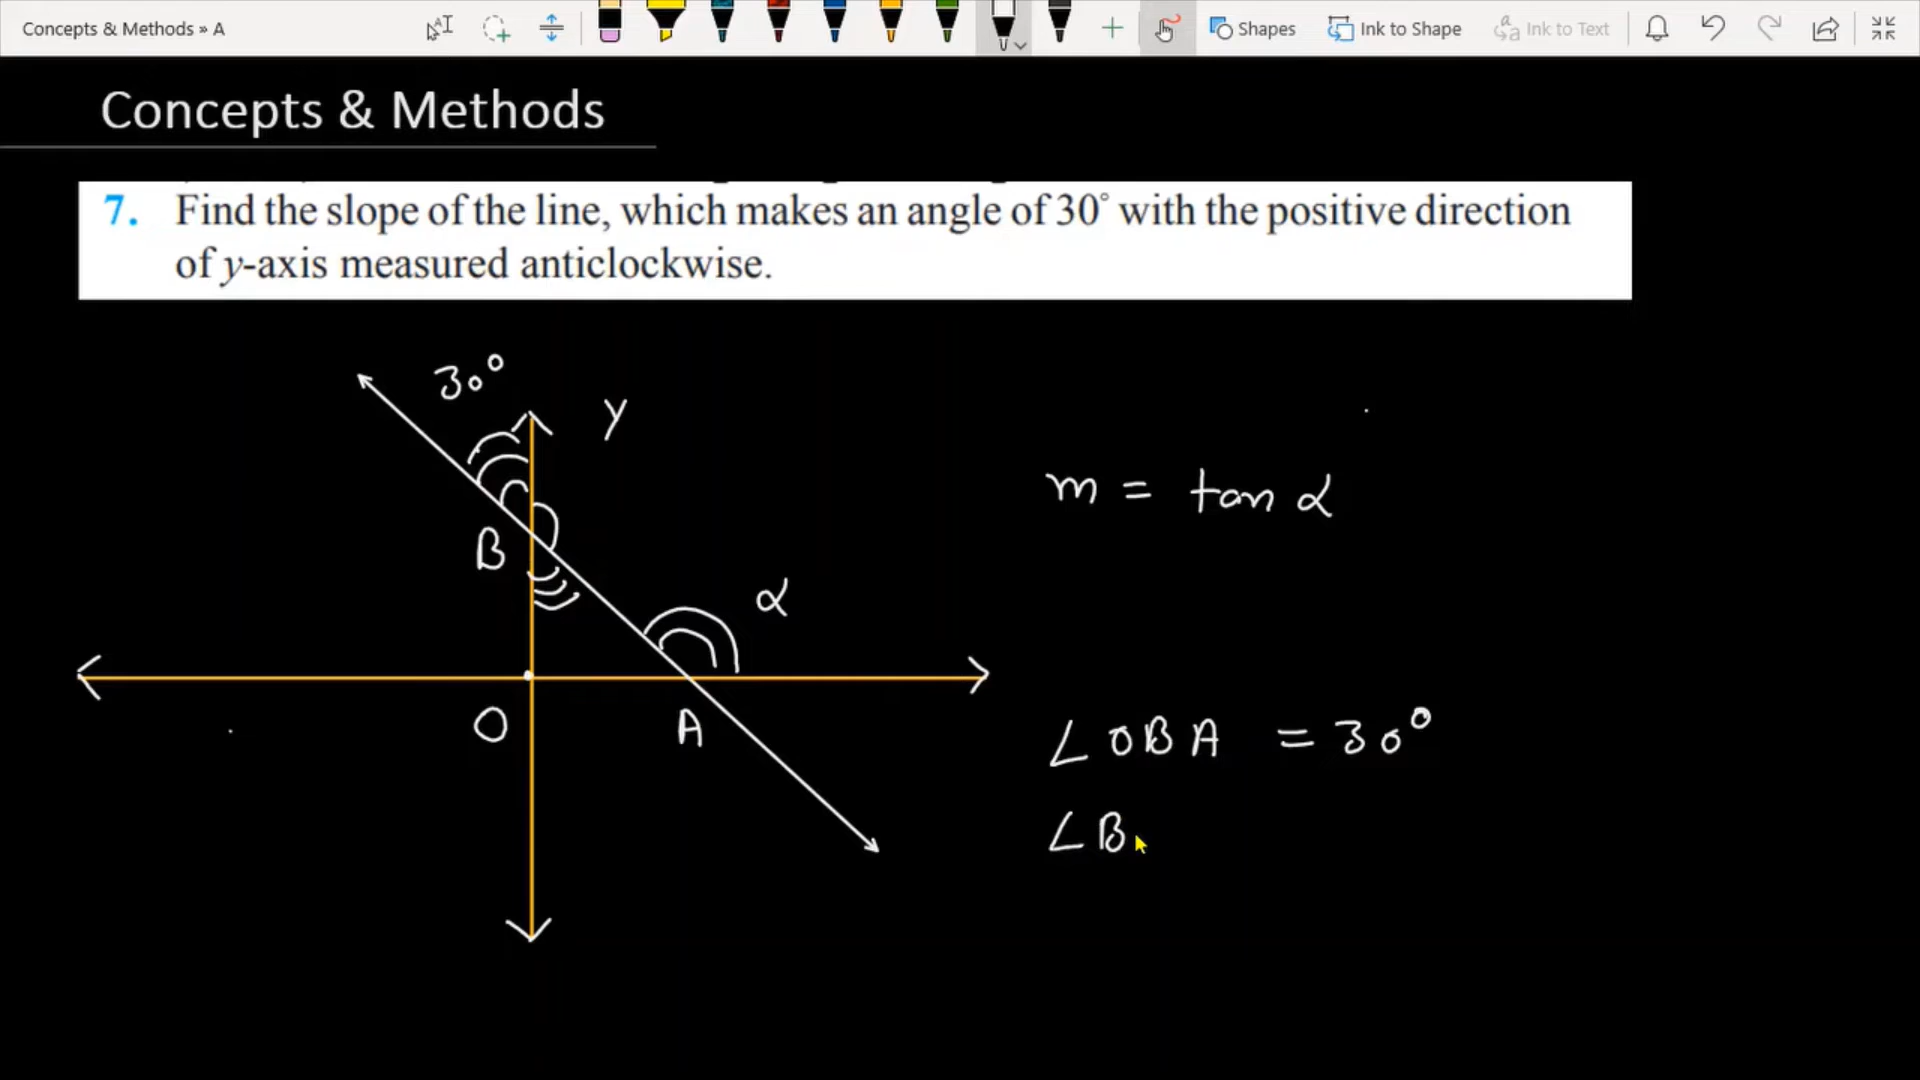 Concepts & Methods » A
Shapes
Ink to Shape
Ink to Text
Concepts & Methods
7. Find the slope of the line, which makes an angle of 30° with the positive direction
of y-axis measured anticlockwise.
30°
y
m = tan α
B
α
O
A
∠OBA = 30°
∠B